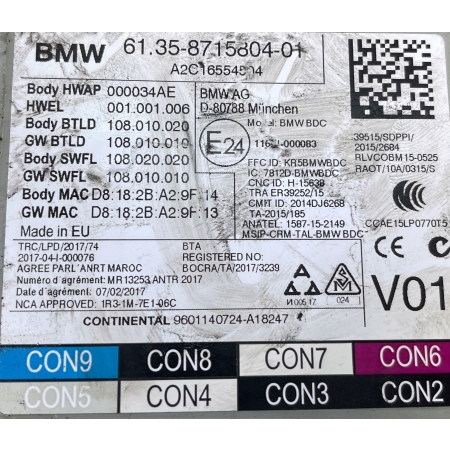 BMW 61.35-8715804-01
A2C16554504
Body HWAP 000034AE
HWEL 001.001.006
Body BTLD 108.010.020
GW BTLD 108.010.010
Body SWFL 108.020.020
GW SWFL 108.010.010
Body MAC D8:18:2B:A2:9F:14
GW MAC D8:18:2B:A2:9F:13
Made in EU
BMW AG
D-80788 München
Model: BMW BDC
E24
000083
FCC ID: KR5BMWBDC
IC: 7812D-BMWBDC
CNC ID: H-15638
TRA ER39252/15
CMIT ID: 2014DJ6268
TA-2015/185
ANATEL: 1587-15-2149
MSIP-CRM-TAL-BMW BDC
39515/SDPPI/
2015/2684
RLVCOBM15-0525
RAOT/10A/0315/S
CCAE15LP0770T5
TRC/LPD/2017/74
2017-04-I-000076
AGREE PAR L'ANRT MAROC
Numéro d'agrément: MR13253 ANTR 2017
Date d'agrément: 07/02/2017
NCA APPROVED: 1R3-1M-7E1-06C
BTA
REGISTERED NO:
BOCRA/TA/2017/3239
024
V01
CONTINENTAL 9601140724-A18247
CON9 CON8 CON7 CON6
CON5 CON4 CON3 CON2